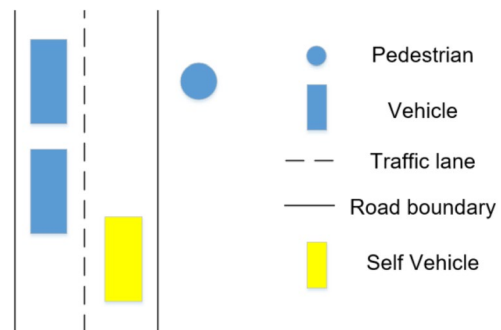 Pedestrian
Vehicle
Traffic lane
Road boundary
Self Vehicle